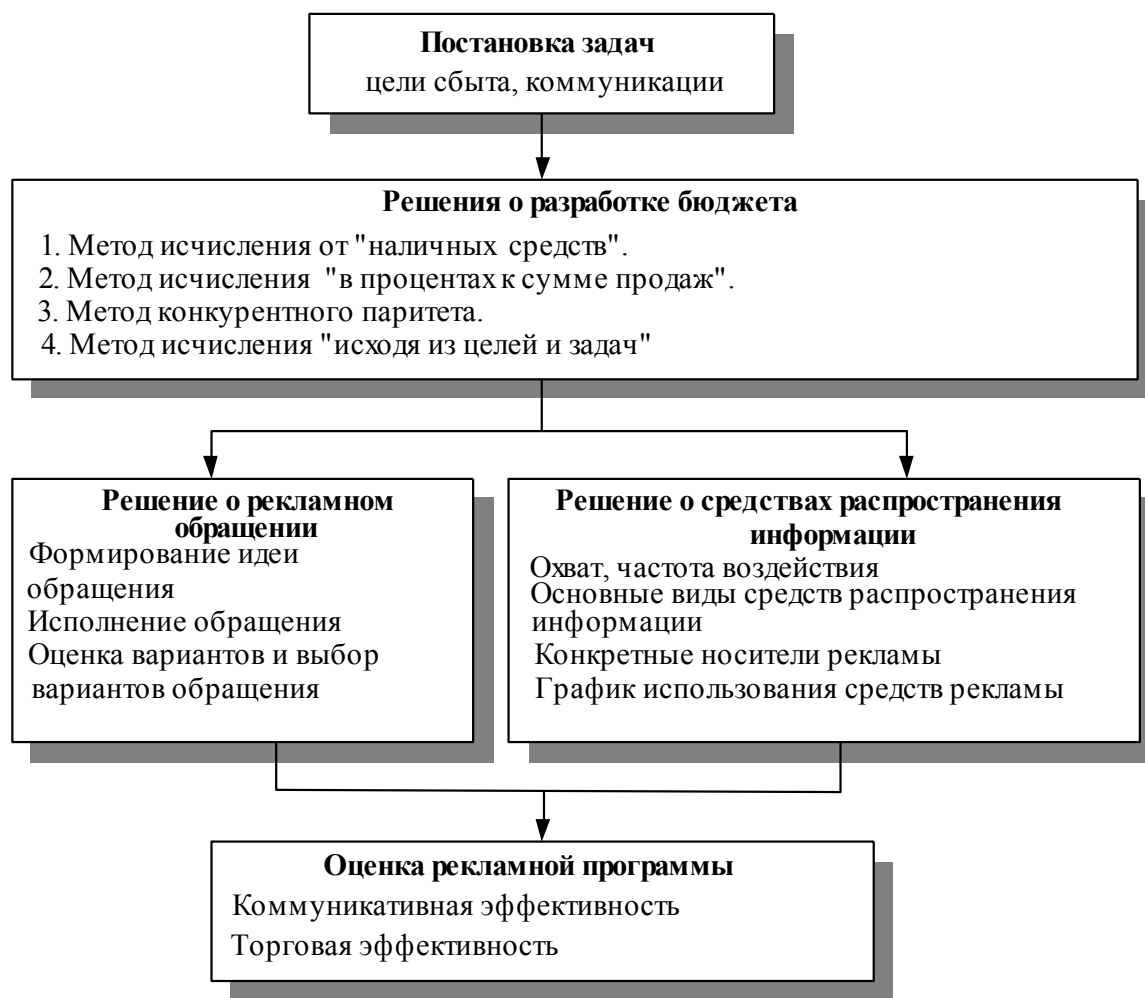 Постановка задач
цели сбыта, коммуникации
Решения о разработке бюджета
1. Метод исчисления от "наличных средств".
2. Метод исчисления "в процентах к сумме продаж".
3. Метод конкурентного паритета.
4. Метод исчисления "исходя из целей и задач"
Решение о рекламном
обращении
Формирование идеи
обращения
Исполнение обращения
Оценка вариантов и выбор
вариантов обращения
Решение о средствах распространения
информации
Охват, частота воздействия
Основные виды средств распространения
информации
Конкретные носители рекламы
График использования средств рекламы
Оценка рекламной программы
Коммуникативная эффективность
Торговая эффективность